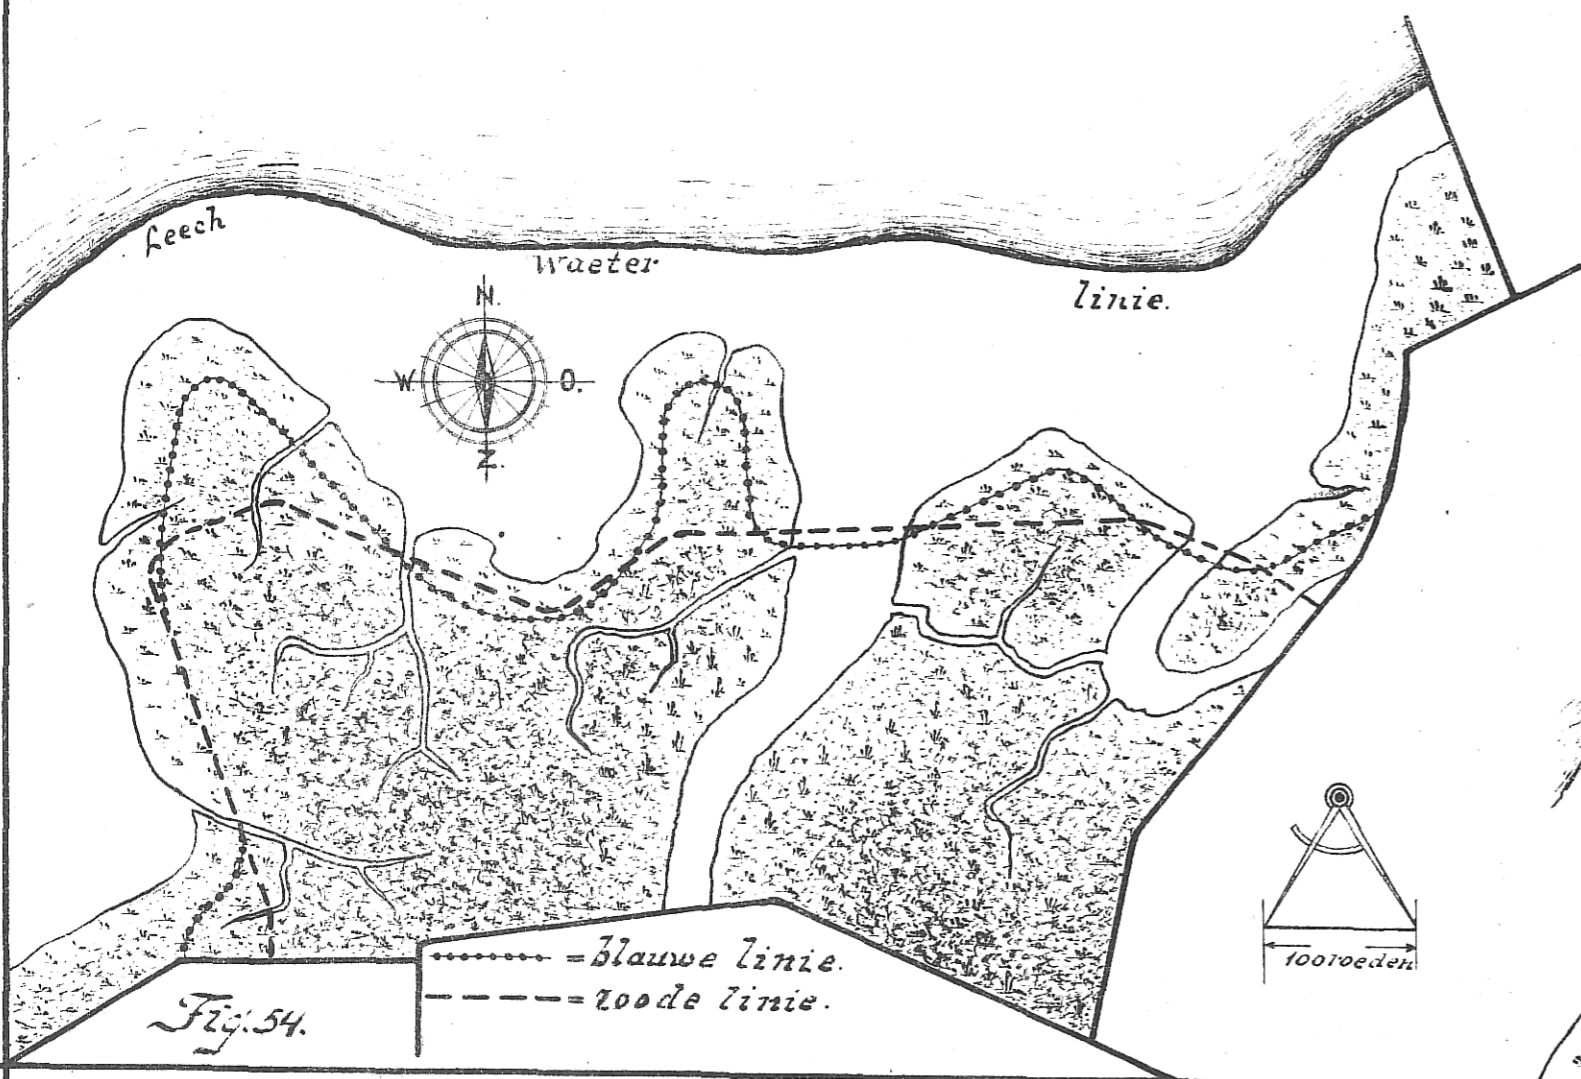 Leech
Waeter
linie.
N.
W
O.
Z.
= blauwe linie.
= roode linie.
100 roeden
Fig. 54.